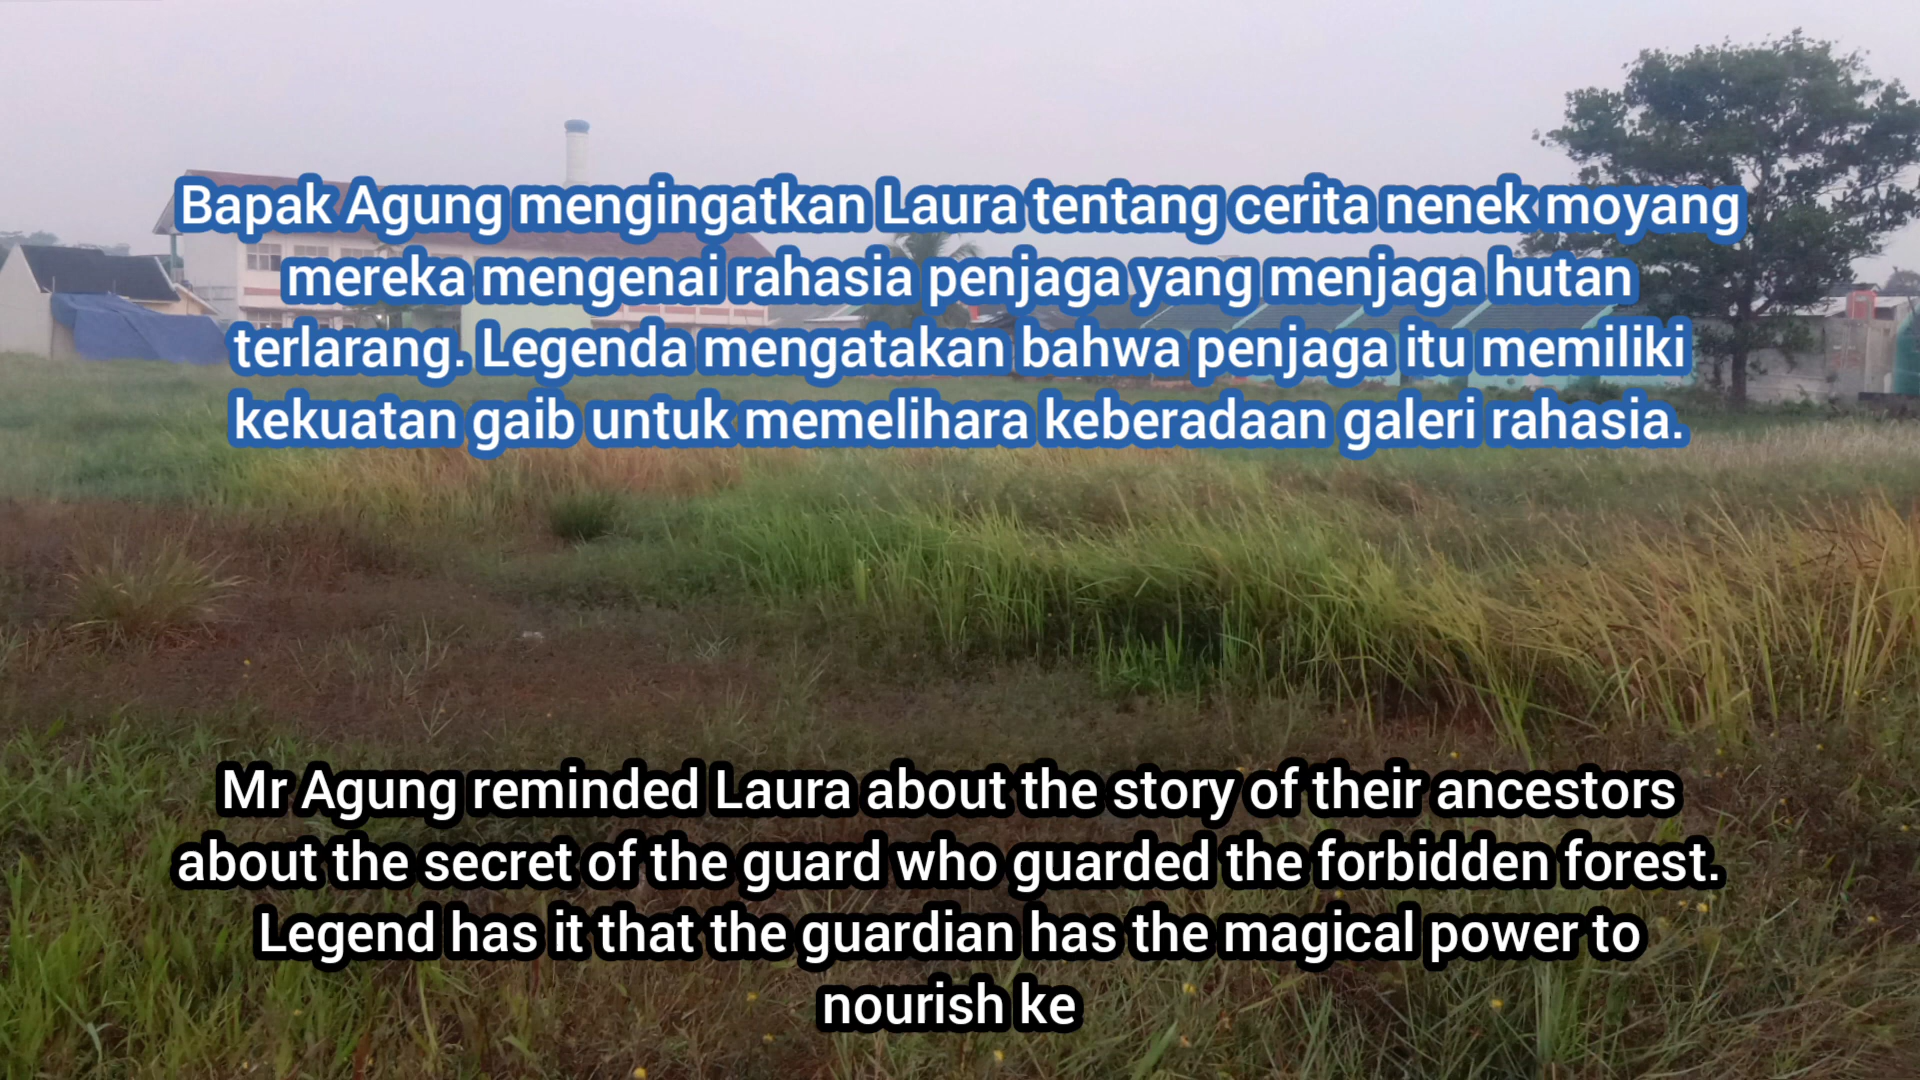 Bapak Agung mengingatkan Laura tentang cerita nenek moyang
mereka mengenai rahasia penjaga yang menjaga hutan
terlarang. Legenda mengatakan bahwa penjaga itu memiliki
kekuatan gaib untuk memelihara keberadaan galeri rahasia.
Mr Agung reminded Laura about the story of their ancestors
about the secret of the guard who guarded the forbidden forest.
Legend has it that the guardian has the magical power to
nourish ke